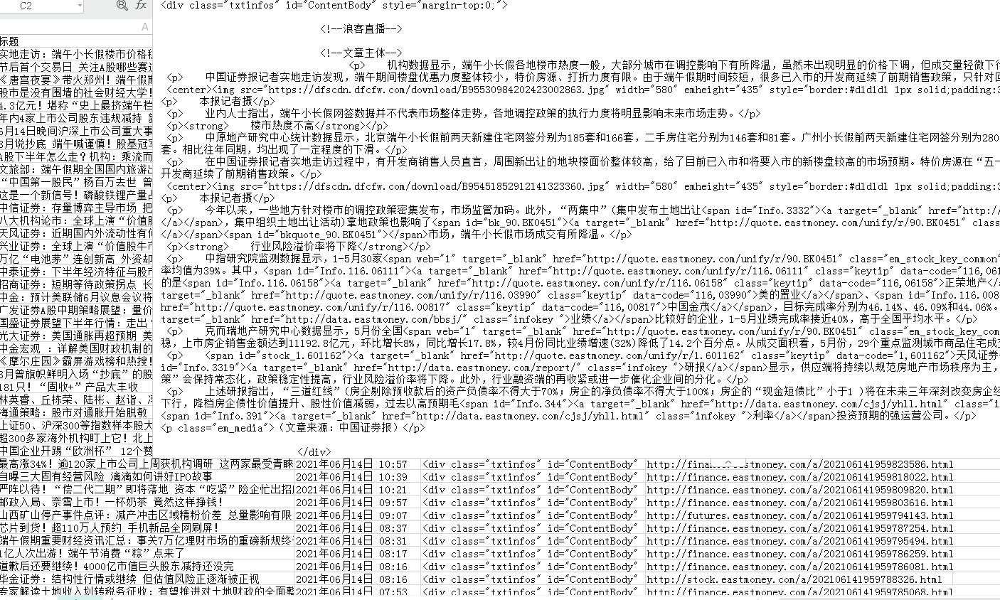 C2
fx
<div class="txtinfos" id="ContentBody" style="margin-top:0;">
A
<!--浪客直播-->
标题
<!--文章主体-->
实地走访：端午小长假楼市价格稳
<p>　　机构数据显示，端午小长假各地楼市热度一般，大部分城市在调控影响下有所降温，虽然未出现明显的价格下调，但成交量轻微下行
节后首个交易日 关注A股哪些赛道
《唐宫夜宴》带火郑州！端午假期
股市是没有围墙的社会财经大学！
4.3亿元！堪称“史上最挤端午档
年内4家上市公司股东违规减持 新
6月14日晚间沪深上市公司重大事
3月说抄底 端午喊谨慎！股基冠军
A股下半年怎么走？机构：乘流而
文旅部：端午假期全国国内旅游出
“中国第一股民”杨百万去世 曾
这是一个新信号！磷酸铁锂产量占
中信证券：存量博弈主导市场 把
八大机构论市：全球上演“价值股
天风证券：近期国内外流动性有何
兴业证券：全球上演“价值股牛市
万亿“电池茅”连创新高 外资却
中泰证券：下半年经济特征与股市
招商证券：短期等待政策拐点 长
中金：预计美联储6月议息会议将
广发证券A股中期策略展望：量价
国盛证券展望下半年行情：走出“
光大证券：美国通胀再超预期 美
中金宏观 ：详解美国财政机制的
《摩尔庄园》霸屏游戏榜和热搜！
3月曾旗帜鲜明入场“抄底”的股
181只！“固收+”产品大丰收
林英睿、丘栋荣、陆彬、赵诣、冯
海通策略：股市对通胀开始脱敏
上证50、沪深300等指数样本股大
超300多家海外机构盯上它！北上
中国企业开踢“欧洲杯” 12个赞
<p>　　中国证券报记者实地走访发现，端午期间楼盘优惠力度整体较小，特价房源、打折力度有限。由于端午假期时间较短，很多已入市的开发商延续了前期销售政策，只针对回
<center><img src="https://dfscdn.dfcfw.com/download/B95530984202423002863.jpg" width="580" emheight="435" style="border:#d1d1d1 1px solid;padding:3
<p>　　本报记者摄</p>
<p>　　业内人士指出，端午小长假网签数据并不代表市场整体走势，各地调控政策的执行力度将明显影响未来市场走势。</p>
<p><strong>　　楼市热度不高</strong></p>
<p>　　中原地产研究中心统计数据显示，北京端午小长假前两天新建住宅网签分别为185套和166套，二手房住宅分别为146套和81套。广州小长假前两天新建住宅网签分别为280
套。相比往年同期，均出现了一定程度的下滑。</p>
<p>　　在中国证券报记者实地走访过程中，有开发商销售人员直言，周围新出让的地块楼面价整体较高，给了目前已入市和将要入市的新楼盘较高的市场预期。特价房源在“五一
开发商延续了前期销售政策。</p>
<center><img src="https://dfscdn.dfcfw.com/download/B95451852912141323360.jpg" width="580" emheight="435" style="border:#d1d1d1 1px solid;padding:3
<p>　　本报记者摄</p>
<p>　　今年以来，一些地方针对楼市的调控政策密集发布，市场监管加码。此外，“两集中”(集中发布土地出让<span id="Info.3332"><a target="_blank" href="http://
</a></span>，集中组织土地出让活动)拿地政策也影响了<span id="bk_90.BK0451"><a target="_blank" href="http://quote.eastmoney.com/unify/r/90.BK0451" clas
</a></span><span id="bkquote_90.BK0451"></span>市场，端午小长假市场成交有所降温。</p>
<p><strong>　　行业风险溢价率将下降</strong></p>
<p>　　中指研究院监测数据显示，1-5月30家<span web="1" target="_blank" href="http://quote.eastmoney.com/unify/r/90.BK0451" class="em_stock_key_common"
率均值为39%。其中，<span id="Info.116.06111"><a target="_blank" href="http://quote.eastmoney.com/unify/r/116.06111" class="keytip" data-code="116,0611
的是<span id="Info.116.06158"><a target="_blank" href="http://quote.eastmoney.com/unify/r/116.06158" class="keytip" data-code="116,06158">正荣地产</a
target="_blank" href="http://quote.eastmoney.com/unify/r/116.03990" class="keytip" data-code="116,03990">美的置业</a></span>、<span id="Info.116.0081
href="http://quote.eastmoney.com/unify/r/116.00817" class="keytip" data-code="116,00817">中国金茂</a></span>，目标完成率分别为46.14%、46.09%和44.06%。
target="_blank" href="http://data.eastmoney.com/bbsj/" class="infokey ">业绩</a></span>比较好的企业，1-5月业绩完成率接近40%，高于全国平均水平。</p>
<p>　　克而瑞地产研究中心数据显示，5月份全国<span web="1" target="_blank" href="http://quote.eastmoney.com/unify/r/90.BK0451" class="em_stock_key_com
稳，上市房企销售金额达到11192.8亿元，环比增长8%，同比增长17.8%，较4月份同比业绩增速(32%)降低了14.2个百分点。从成交面积看，5月份，29个重点监测城市商品住宅成交
<p>　　<span id="stock_1.601162"><a target="_blank" href="http://quote.eastmoney.com/unify/r/1.601162" class="keytip" data-code="1,601162">天风证券<
id="Info.3319"><a target="_blank" href="http://data.eastmoney.com/report/" class="infokey ">研报</a></span>显示，供应端将持续以规范房地产市场秩序为主，
策”会保持常态化，政策稳定性提高，行业风险溢价率将下降。此外，行业融资端的再收紧或进一步催化企业间的分化。</p>
<p>　　上述研报指出，“三道红线”(房企剔除预收款后的资产负债率不得大于70%；房企的净负债率不得大于100%；房企的“现金短债比”小于1 )将在未来三年深刻改变房企经
下行，降档房企债性价值提升、股性价值减弱，过去以高预期毛<span id="Info.344"><a target="_blank" href="http://data.eastmoney.com/cjsj/yhll.html" class="i
<span id="Info.391"><a target="_blank" href="http://data.eastmoney.com/cjsj/yhll.html" class="infokey ">利率</a></span>投资预期的强运营公司。</p>
<p class="em_media">（文章来源：中国证券报）</p>
</div>
最高涨34%！逾120家上市公司上周获机构调研 这两家最受青睐 2021年06月14日 10:57 <div class="txtinfos" id="ContentBody" http://finance.eastmoney.com/a/202106141959823586.html
自曝三大固有经营风险 滴滴如何讲好IPO故事 2021年06月14日 10:39 <div class="txtinfos" id="ContentBody" http://finance.eastmoney.com/a/202106141959818022.html
严阵以待！“偿二代二期”即将落地 资本“吃紧”险企忙出招 2021年06月14日 10:21 <div class="txtinfos" id="ContentBody" http://finance.eastmoney.com/a/202106141959809820.html
邮政入局、奈雪上市！一杯奶茶 竟然这样挣钱！ 2021年06月14日 09:57 <div class="txtinfos" id="ContentBody" http://finance.eastmoney.com/a/202106141959803616.html
山西矿山停产事件点评：减产冲击区域精粉价差 总量影响有限 2021年06月14日 09:07 <div class="txtinfos" id="ContentBody" http://futures.eastmoney.com/a/202106141959794143.html
芯片到货！超110万人预约 手机新品全网刷屏！ 2021年06月14日 08:37 <div class="txtinfos" id="ContentBody" http://finance.eastmoney.com/a/202106141959787254.html
端午假期重要财经资讯汇总：事关7万亿理财市场的重磅新规终于 2021年06月14日 08:31 <div class="txtinfos" id="ContentBody" http://finance.eastmoney.com/a/202106141959795494.html
1亿人次出游！端午节消费“粽”点来了 2021年06月14日 08:17 <div class="txtinfos" id="ContentBody" http://finance.eastmoney.com/a/202106141959786259.html
道歉后还要继续！4000亿市值巨头股东减持还没完 2021年06月14日 08:16 <div class="txtinfos" id="ContentBody" http://finance.eastmoney.com/a/202106141959786081.html
华金证券：结构性行情或继续 但估值风险正逐渐被正视 2021年06月14日 08:16 <div class="txtinfos" id="ContentBody" http://stock.eastmoney.com/a/202106141959788326.html
专家解读土地收入划转税务征收：有望推进对土地财政的全面整 2021年06月14日 07:53 <div class="txtinfos" id="ContentBody" http://finance.eastmoney.com/a/202106141959785068.html